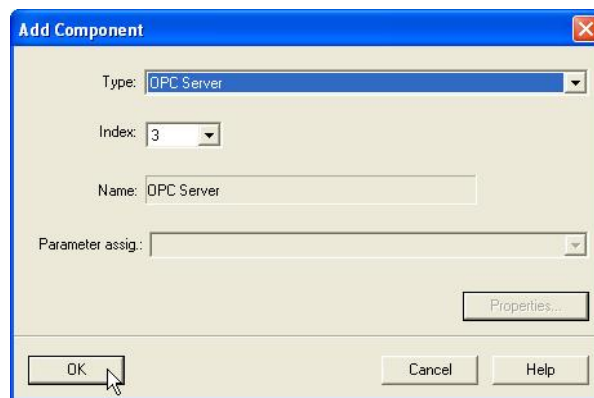 Add Component
Type: OPC Server
Index: 3
Name: OPC Server
Parameter assig.:
Properties...
OK Cancel Help